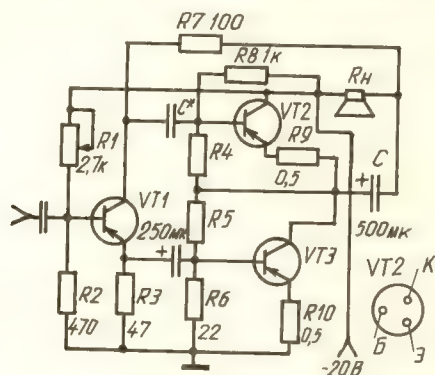 R7 100
R8 1к
Rн
C*
VT2
R1
R9
2,7к
R4
0,5
C
VT1
250мк
R5
500мк
VT3
VT2
К
R2
R3
R6
R10
Б
Э
470
47
22
0,5
-20В